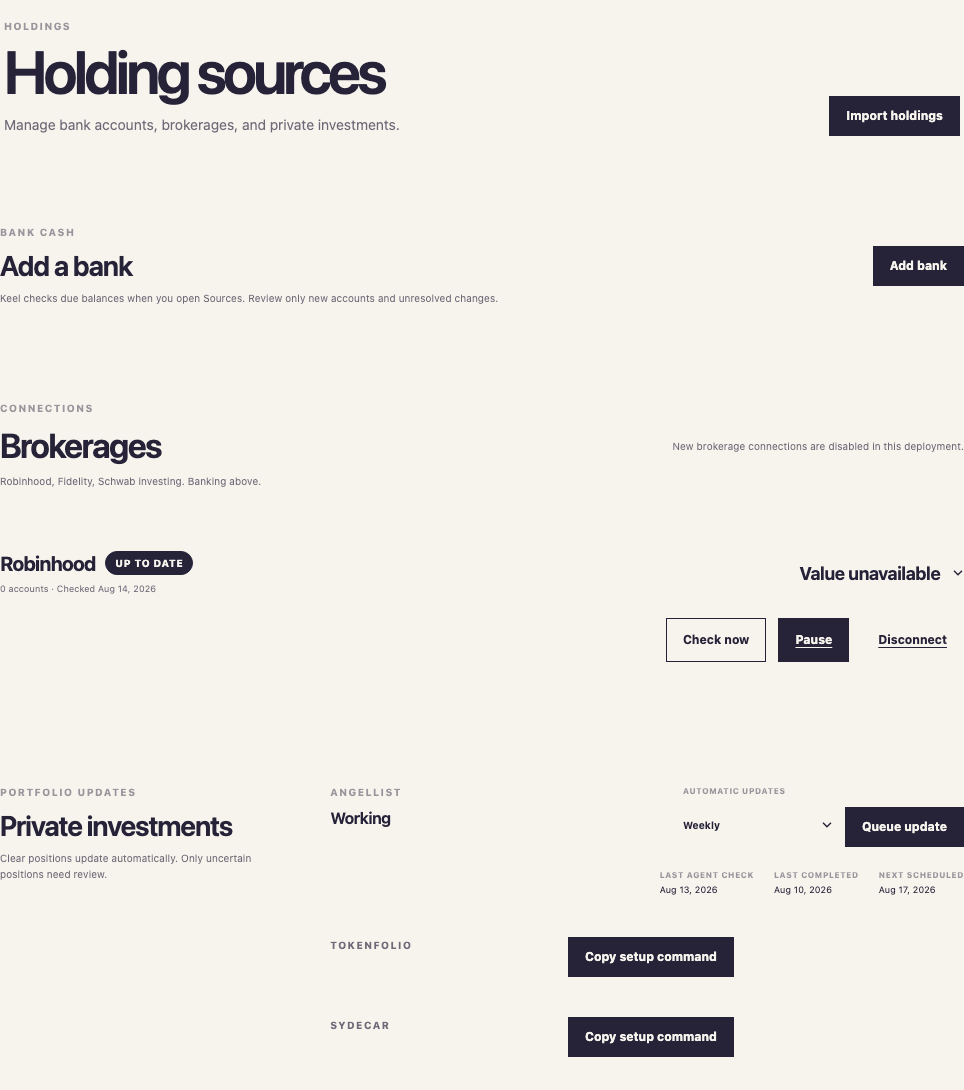 HOLDINGS
Holding sources
Manage bank accounts, brokerages, and private investments.
Import holdings
BANK CASH
Add a bank
Keel checks due balances when you open Sources. Review only new accounts and unresolved changes.
Add bank
CONNECTIONS
Brokerages
Robinhood, Fidelity, Schwab investing. Banking above.
New brokerage connections are disabled in this deployment.
Robinhood UP TO DATE
0 accounts · Checked Aug 14, 2026
Value unavailable
Check now Pause Disconnect
PORTFOLIO UPDATES
Private investments
Clear positions update automatically. Only uncertain
positions need review.
ANGELLIST
Working
AUTOMATIC UPDATES
Weekly
Queue update
LAST AGENT CHECK LAST COMPLETED NEXT SCHEDULED
Aug 13, 2026 Aug 10, 2026 Aug 17, 2026
TOKENFOLIO
Copy setup command
SYDECAR
Copy setup command